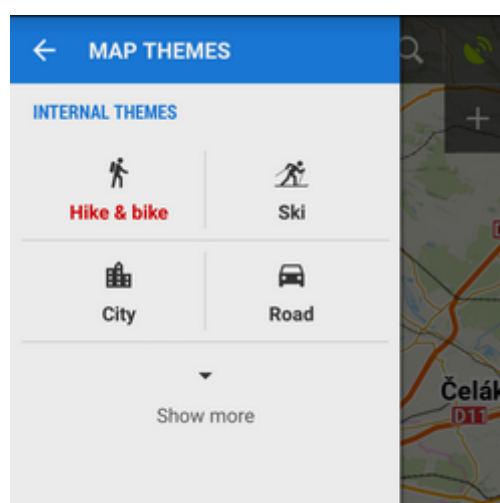 MAP THEMES
INTERNAL THEMES
Hike & bike
Ski
City
Road
Show more
Čelák
D11